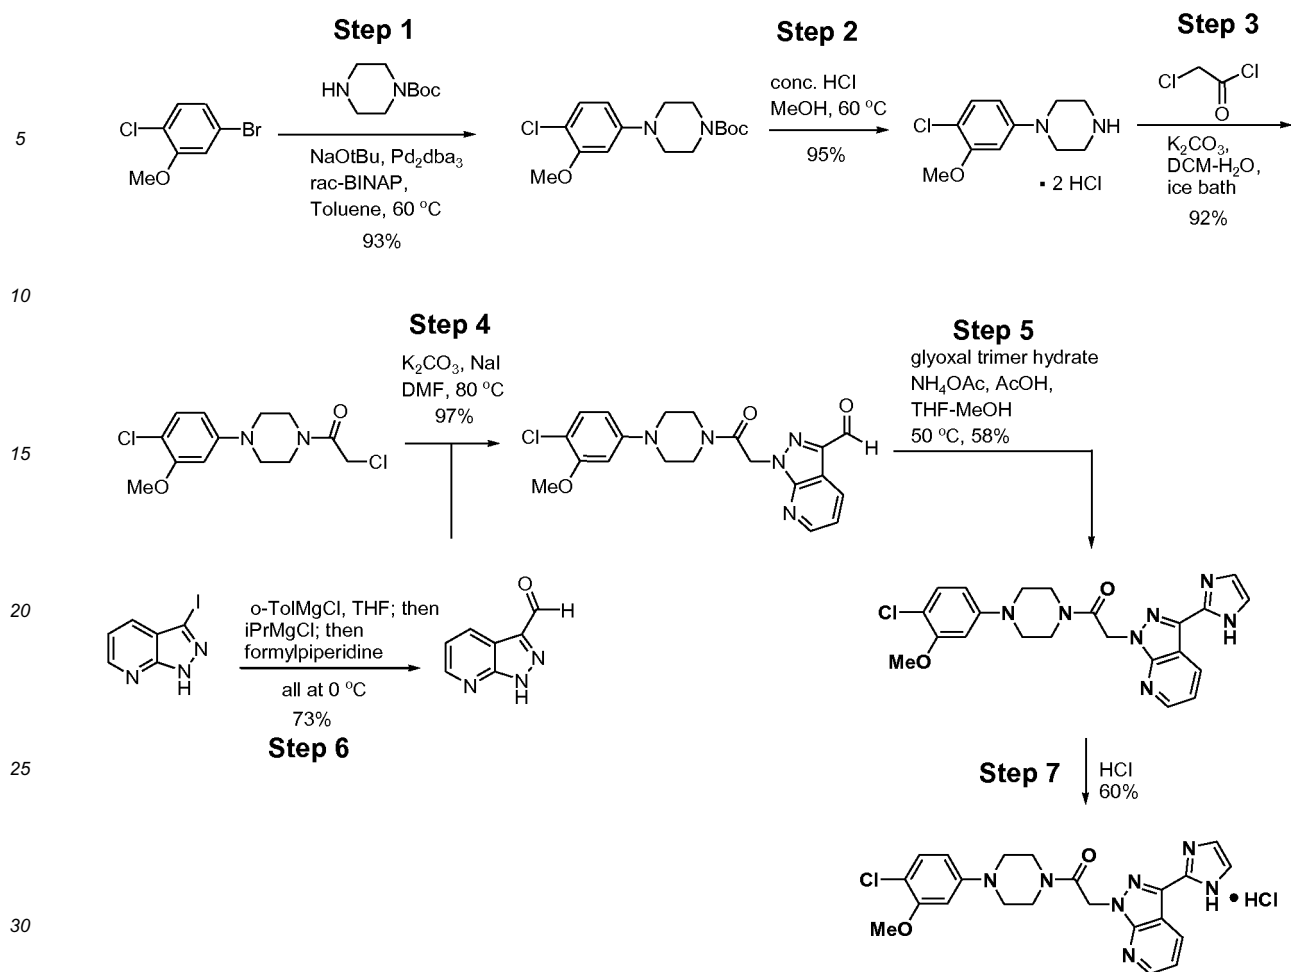 Step 1
Step 2
Step 3
HN
NBoc
Cl
Br
MeO
NaOtBu, Pd₂dba₃
rac-BINAP,
Toluene, 60 °C
93%
5
Cl
N
NBoc
MeO
conc. HCl
MeOH, 60 °C
95%
Cl
N
NH
MeO
▪ 2 HCl
Cl
Cl
O
K₂CO₃,
DCM-H₂O,
ice bath
92%
10
Step 4
K₂CO₃, NaI
DMF, 80 °C
97%
Step 5
glyoxal trimer hydrate
NH₄OAc, AcOH,
THF-MeOH
50 °C, 58%
15
Cl
N
N
O
Cl
MeO
Cl
N
N
O
N
N
N
O
H
MeO
20
I
N
N
N
H
o-TolMgCl, THF; then
iPrMgCl; then
formylpiperidine
all at 0 °C
73%
Step 6
O
H
N
N
N
H
Cl
N
N
O
N
N
N
N
N
H
MeO
25
Step 7
HCl
60%
30
Cl
N
N
O
N
N
N
N
N
H
• HCl
MeO